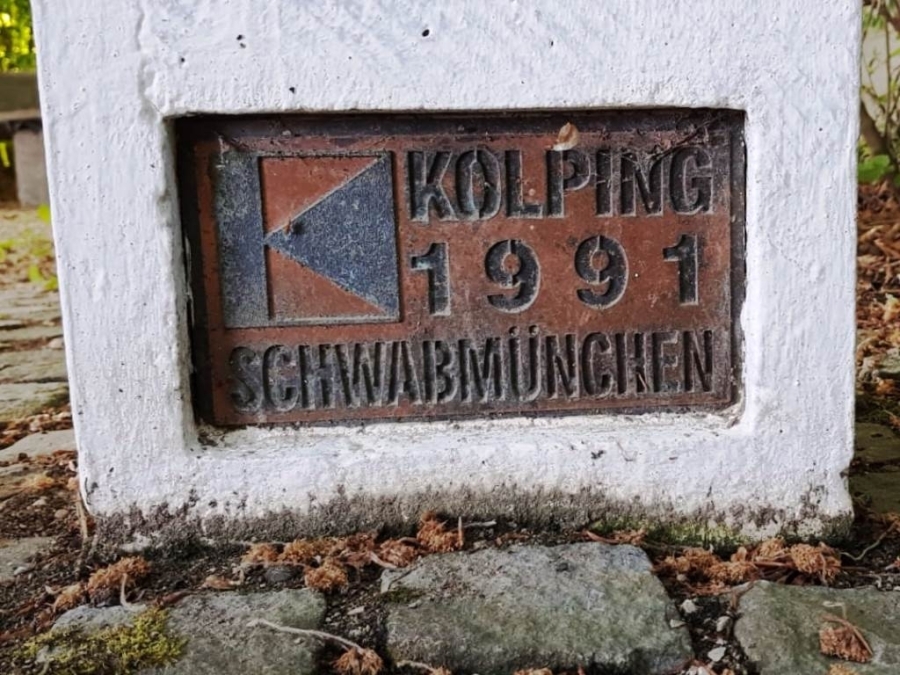 KOLPING
1991
SCHWABMÜNCHEN